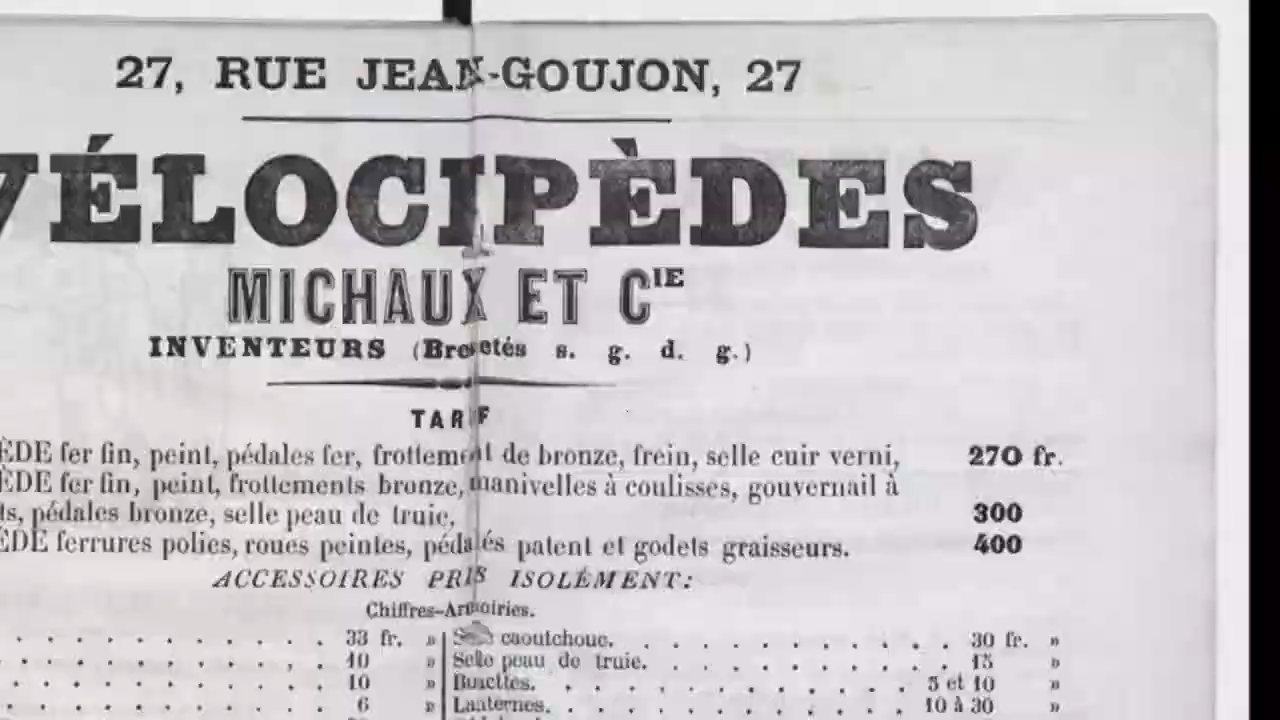 27, RUE JEAN-GOUJON, 27
VÉLOCIPÈDES
MICHAUX ET CIE
INVENTEURS (Brevetés s. g. d. g.)
TARIF
ÈDE fer fin, peint, pédales fer, frottement de bronze, frein, selle cuir verni, 270 fr.
ÈDE fer fin, peint, frottements bronze, manivelles à coulisses, gouvernail à
ts, pédales bronze, selle peau de truie, 300
ÈDE ferrures polies, roues peintes, pédales patent et godets graisseurs. 400
ACCESSOIRES PRIS ISOLÉMENT:
Chiffres-Armoiries.
33 fr. » caoutchouc. 30 fr. »
10 » Selle peau de truie. 15 »
10 » Burettes. 5 et 10 »
6 » Lanternes. 10 à 30 »